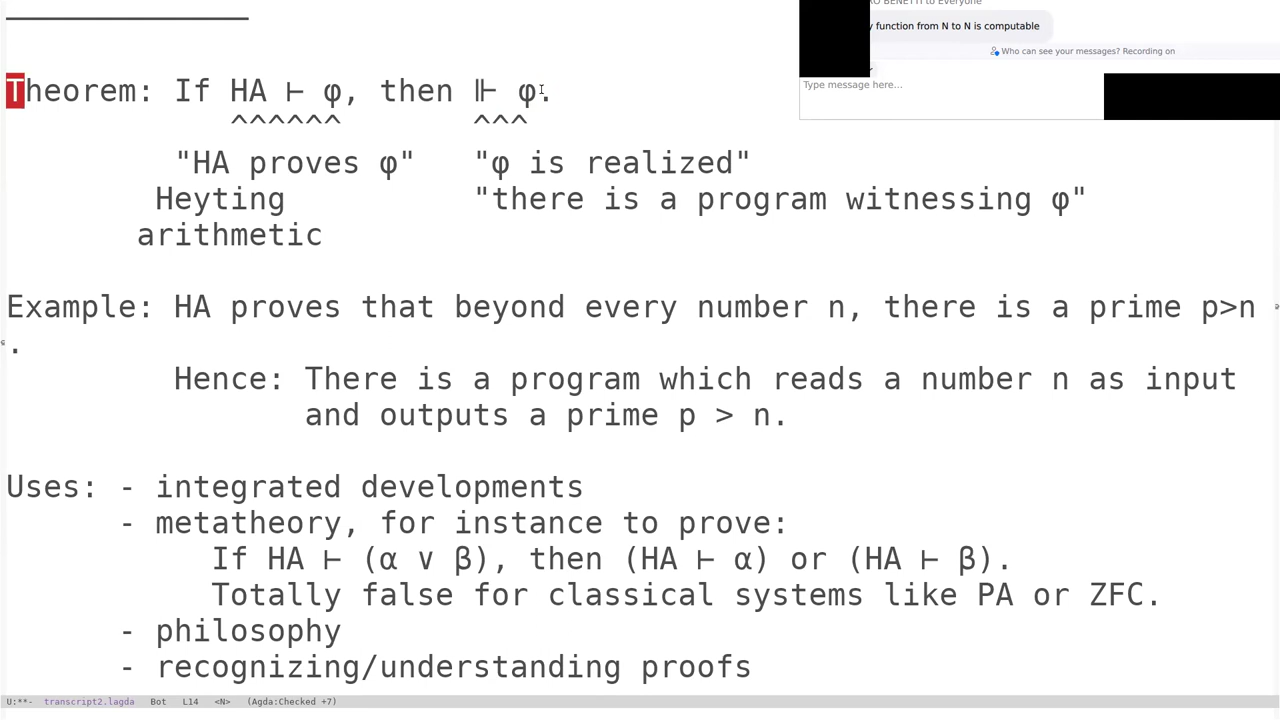 BENETTI to Everyone
function from N to N is computable
Who can see your messages? Recording on
Type message here...
Theorem: If HA ⊢ φ, then ⊩ φ.
^^^^^^ ^^^
"HA proves φ" "φ is realized"
Heyting "there is a program witnessing φ"
arithmetic
Example: HA proves that beyond every number n, there is a prime p>n
.
Hence: There is a program which reads a number n as input
and outputs a prime p > n.
Uses: - integrated developments
- metatheory, for instance to prove:
If HA ⊢ (α ∨ β), then (HA ⊢ α) or (HA ⊢ β).
Totally false for classical systems like PA or ZFC.
- philosophy
- recognizing/understanding proofs
U:**- transcript2.lagda Bot L14 <N> (Agda:Checked +7)